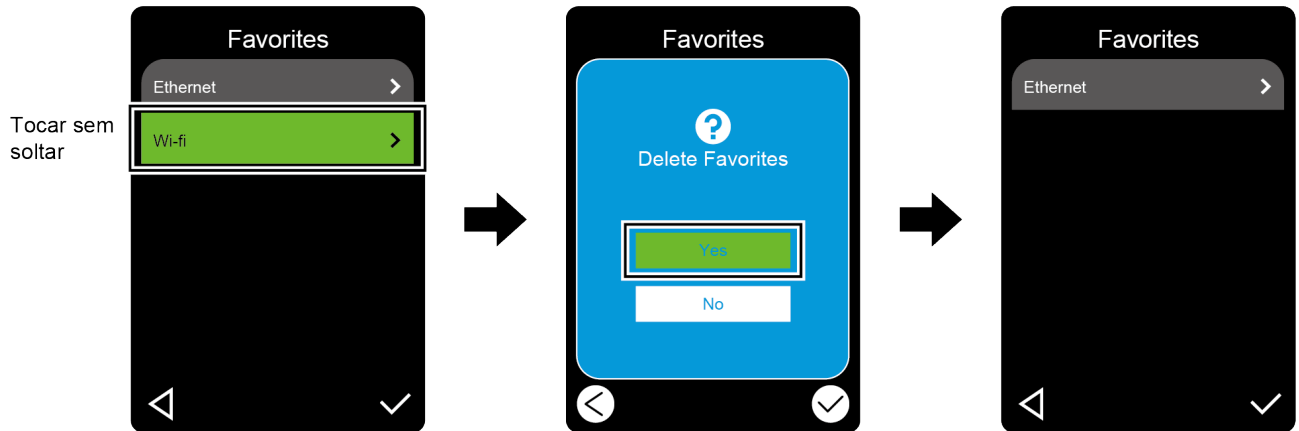 Tocar sem
soltar
Favorites
Ethernet
Wi-fi
Favorites
Delete Favorites
Yes
No
Favorites
Ethernet